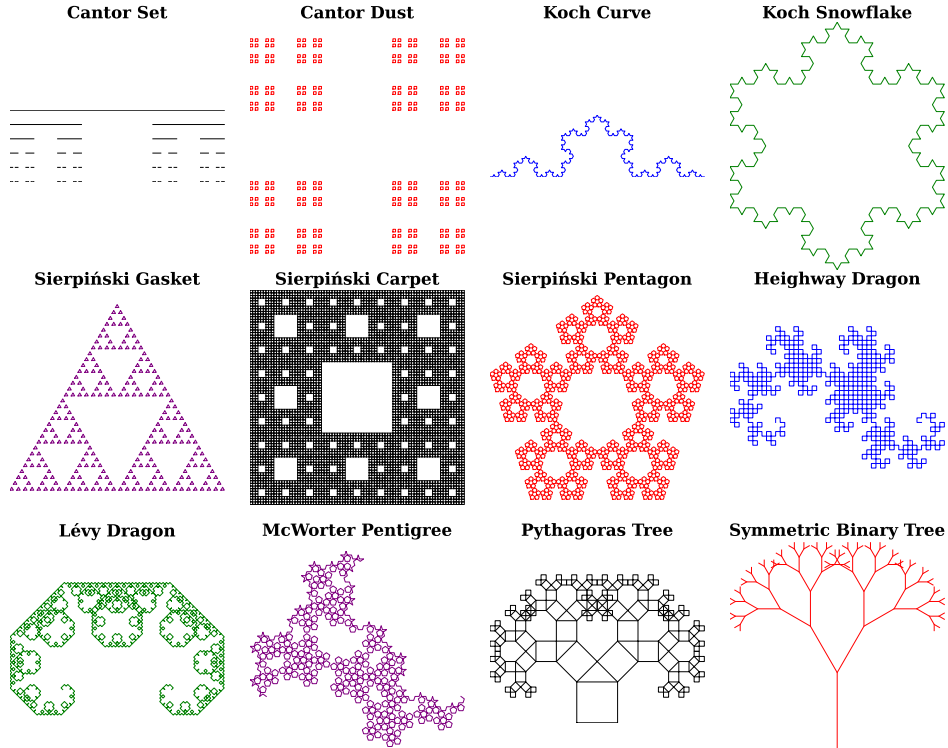 Cantor Set
Cantor Dust
Koch Curve
Koch Snowflake
Sierpiński Gasket
Sierpiński Carpet
Sierpiński Pentagon
Heighway Dragon
Lévy Dragon
McWorter Pentigree
Pythagoras Tree
Symmetric Binary Tree